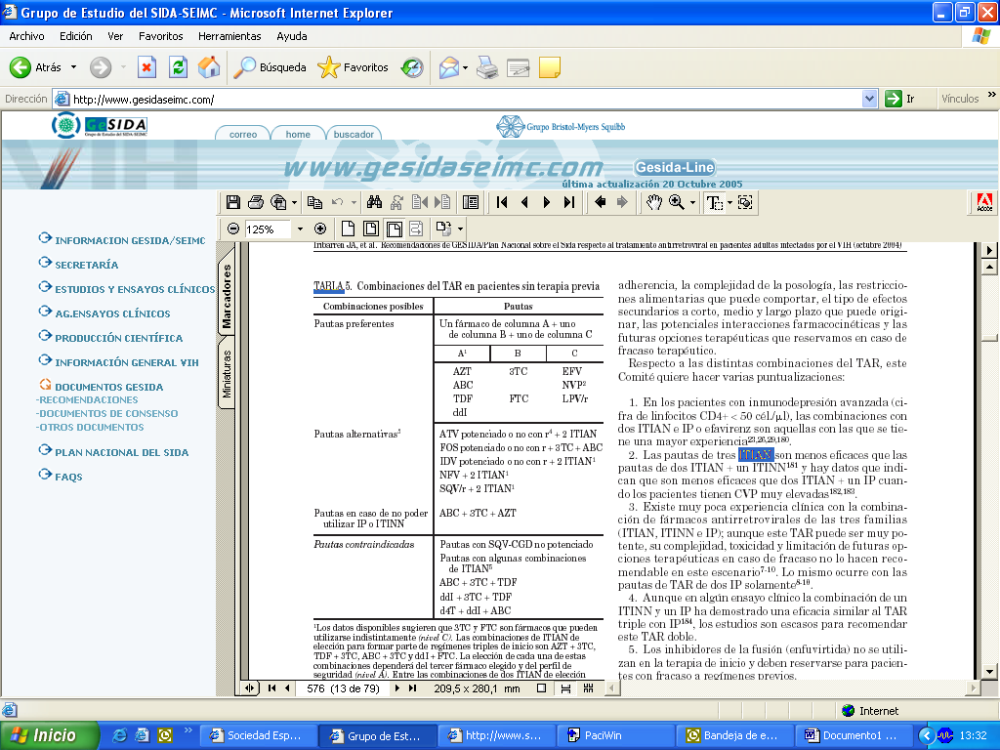 Grupo de Estudio del SIDA-SEIMC - Microsoft Internet Explorer
Archivo Edición Ver Favoritos Herramientas Ayuda
Atrás Búsqueda Favoritos
Dirección http://www.gesidaseimc.com/ Ir Vínculos »
GeSIDA
Grupo de Estudio del SIDA-SEIMC
correo home buscador
Grupo Bristol-Myers Squibb
VIH
www.gesidaseimc.com
Gesida-Line
última actualización 20 Octubre 2005
INFORMACION GESIDA/SEIMC
SECRETARÍA
ESTUDIOS Y ENSAYOS CLÍNICOS
AG.ENSAYOS CLÍNICOS
PRODUCCIÓN CIENTÍFICA
INFORMACIÓN GENERAL VIH
DOCUMENTOS GESIDA
-RECOMENDACIONES
-DOCUMENTOS DE CONSENSO
-OTROS DOCUMENTOS
PLAN NACIONAL DEL SIDA
FAQS
Adobe
125%
Marcadores
Miniaturas
Iribarren JA, et al. Recomendaciones de GESIDA/Plan Nacional sobre el Sida respecto al tratamiento antirretroviral en pacientes adultos infectados por el VIH (octubre 2004)
TABLA 5. Combinaciones del TAR en pacientes sin terapia previa
Combinaciones posibles Pautas
Pautas preferentes Un fármaco de columna A + uno
de columna B + uno de columna C
A¹ B C
AZT 3TC EFV
ABC NVP²
TDF FTC LPV/r
ddI
Pautas alternativas³ ATV potenciado o no con r⁴ + 2 ITIAN
FOS potenciado o no con r + 3TC + ABC
IDV potenciado o no con r + 2 ITIAN¹
NFV + 2 ITIAN¹
SQV/r + 2 ITIAN¹
Pautas en caso de no poder ABC + 3TC + AZT
utilizar IP o ITINN
Pautas contraindicadas Pautas con SQV-CGD no potenciado
Pautas con algunas combinaciones
de ITIAN⁵
ABC + 3TC + TDF
ddI + 3TC + TDF
d4T + ddI + ABC
¹Los datos disponibles sugieren que 3TC y FTC son fármacos que pueden
utilizarse indistintamente (nivel C). Las combinaciones de ITIAN de
elección para formar parte de regímenes triples de inicio son AZT + 3TC,
TDF + 3TC, ABC + 3TC y ddI + FTC. La elección de cada una de estas
combinaciones dependerá del tercer fármaco elegido y del perfil de
seguridad (nivel A). Entre las combinaciones de dos ITIAN de elección
adherencia, la complejidad de la posología, las restriccio-
nes alimentarias que puede comportar, el tipo de efectos
secundarios a corto, medio y largo plazo que puede origi-
nar, las potenciales interacciones farmacocinéticas y las
futuras opciones terapéuticas que reservamos en caso de
fracaso terapéutico.
Respecto a las distintas combinaciones del TAR, este
Comité quiere hacer varias puntualizaciones:
1. En los pacientes con inmunodepresión avanzada (ci-
fra de linfocitos CD4+ < 50 cél./µl), las combinaciones con
dos ITIAN e IP o efavirenz son aquellas con las que se tie-
ne una mayor experiencia²³,²⁶,²⁹,¹⁸⁰.
2. Las pautas de tres ITIAN son menos eficaces que las
pautas de dos ITIAN + un ITINN¹⁸¹ y hay datos que indi-
can que son menos eficaces que dos ITIAN + un IP cuan-
do los pacientes tienen CVP muy elevadas¹⁸²,¹⁸³.
3. Existe muy poca experiencia clínica con la combina-
ción de fármacos antirretrovirales de las tres familias
(ITIAN, ITINN e IP); aunque este TAR puede ser muy po-
tente, su complejidad, toxicidad y limitación de futuras op-
ciones terapéuticas en caso de fracaso no lo hacen reco-
mendable en este escenario⁷⁻¹⁰. Lo mismo ocurre con las
pautas de TAR de dos IP solamente⁸⁻¹⁰.
4. Aunque en algún ensayo clínico la combinación de un
ITINN y un IP ha demostrado una eficacia similar al TAR
triple con IP¹⁸⁴, los estudios son escasos para recomendar
este TAR doble.
5. Los inhibidores de la fusión (enfuvirtida) no se utili-
zan en la terapia de inicio y deben reservarse para pacien-
tes con fracaso a regímenes previos.
576 (13 de 79) 209,5 x 280,1 mm
Internet
Inicio » Sociedad Esp... Grupo de Est... http://www.s... PaciWin Bandeja de e... Documento1 ... 13:32